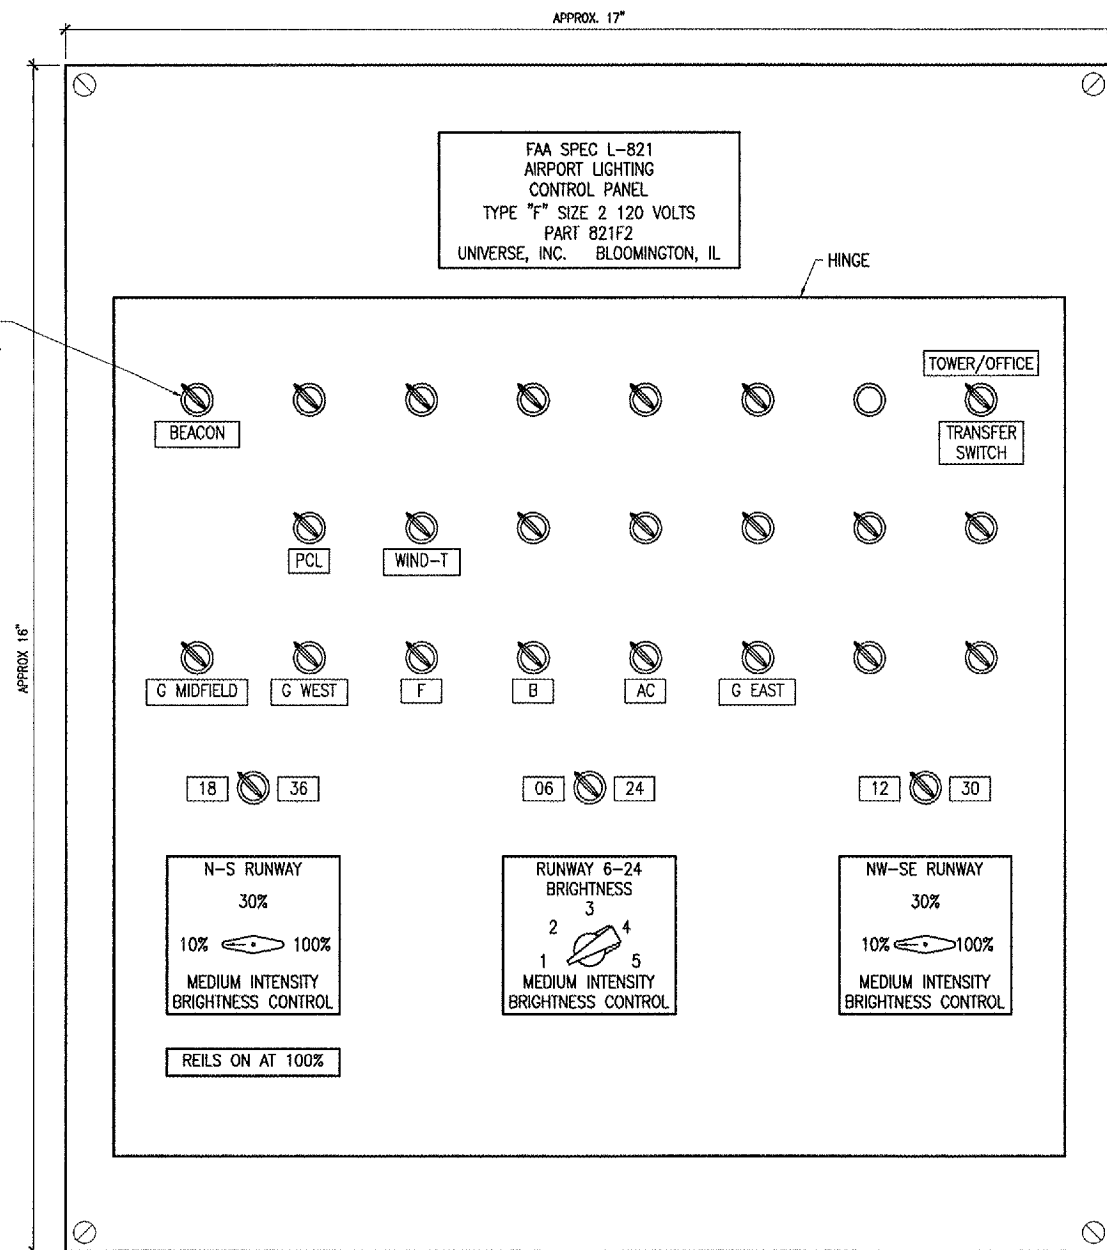 APPROX. 17"
APPROX 16"
FAA SPEC L-821
AIRPORT LIGHTING
CONTROL PANEL
TYPE "F" SIZE 2 120 VOLTS
PART 821F2
UNIVERSE, INC. BLOOMINGTON, IL
HINGE
TOWER/OFFICE
BEACON
TRANSFER
SWITCH
PCL
WIND-T
G MIDFIELD
G WEST
F
B
AC
G EAST
18
36
06
24
12
30
N-S RUNWAY
30%
10%
100%
MEDIUM INTENSITY
BRIGHTNESS CONTROL
RUNWAY 6-24
BRIGHTNESS
3
2
4
1
5
MEDIUM INTENSITY
BRIGHTNESS CONTROL
NW-SE RUNWAY
30%
10%
100%
MEDIUM INTENSITY
BRIGHTNESS CONTROL
REILS ON AT 100%